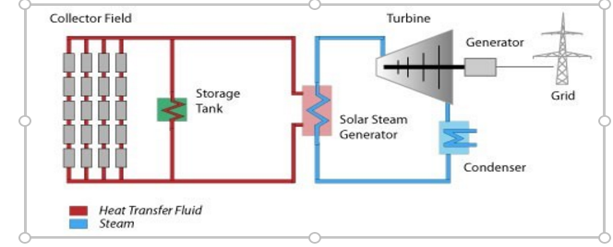 Collector Field
Turbine
Generator
Grid
Storage
Tank
Solar Steam
Generator
Condenser
Heat Transfer Fluid
Steam